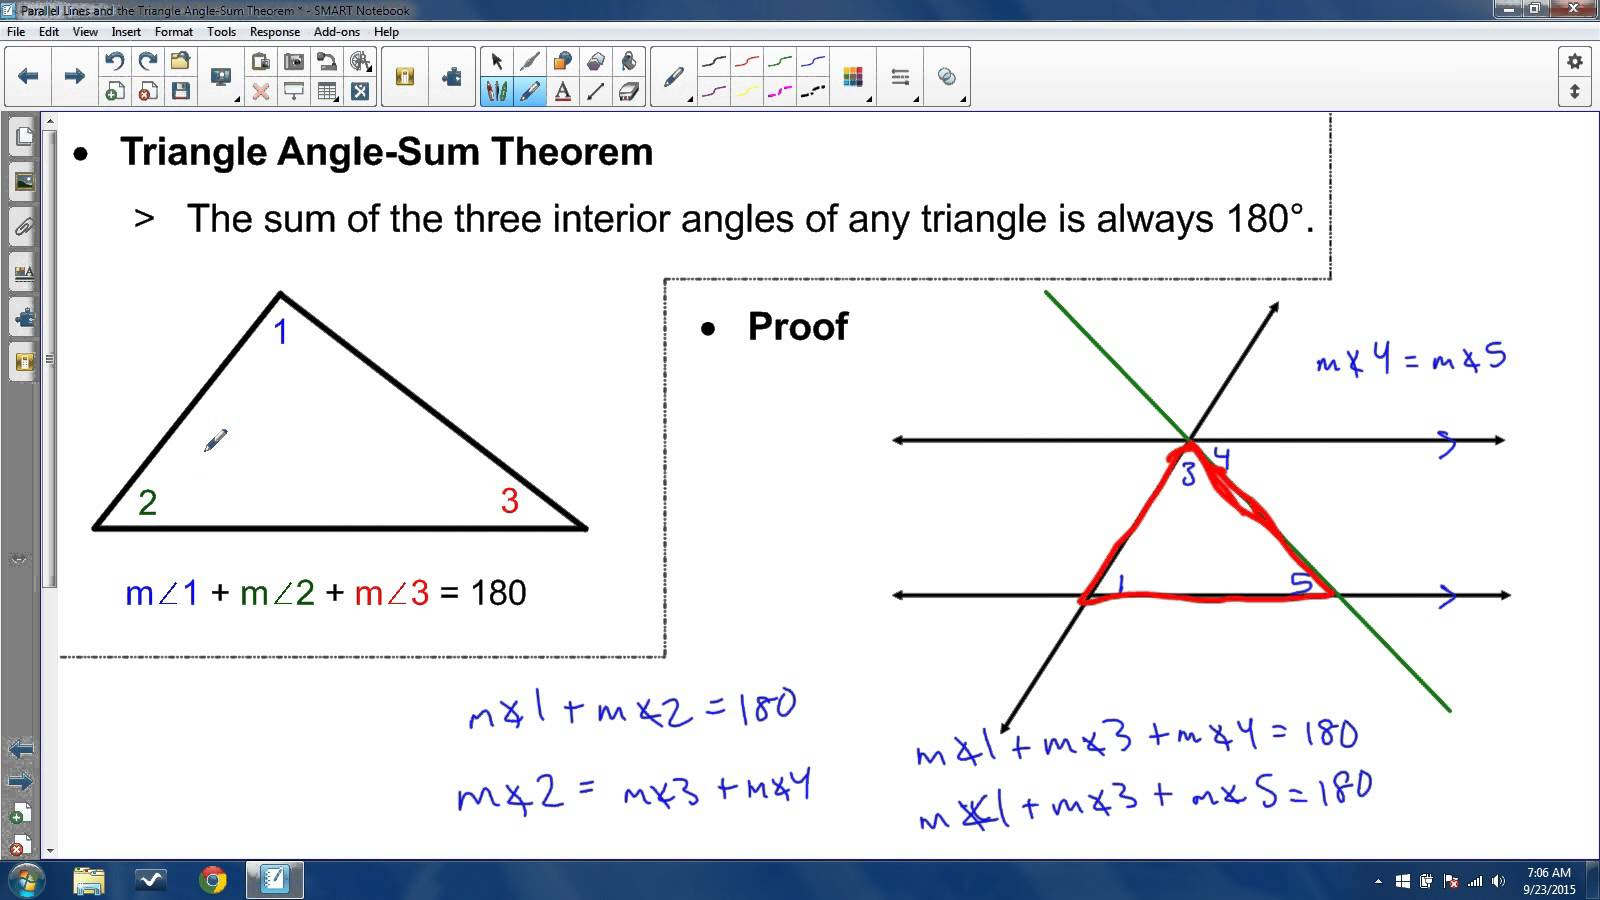 Parallel Lines and the Triangle Angle-Sum Theorem * - SMART Notebook
File Edit View Insert Format Tools Response Add-ons Help
• Triangle Angle-Sum Theorem
> The sum of the three interior angles of any triangle is always 180°.
• Proof
1
2
3
m∠1 + m∠2 + m∠3 = 180
m∠4 = m∠5
3 4
1 5
m∠1 + m∠2 = 180
m∠2 = m∠3 + m∠4
m∠1 + m∠3 + m∠4 = 180
m∠1 + m∠3 + m∠5 = 180
7:06 AM
9/23/2015